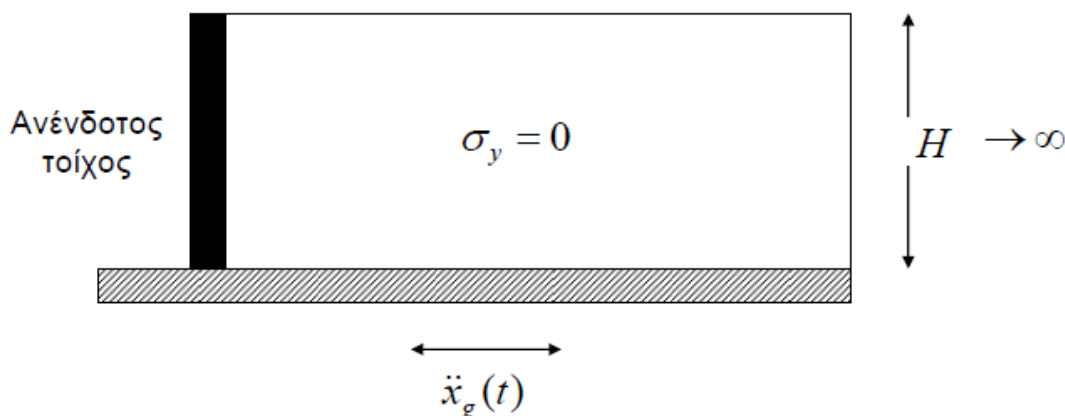 Ανένδοτος
τοίχος
σ_y = 0
H → ∞
ẍ_g(t)